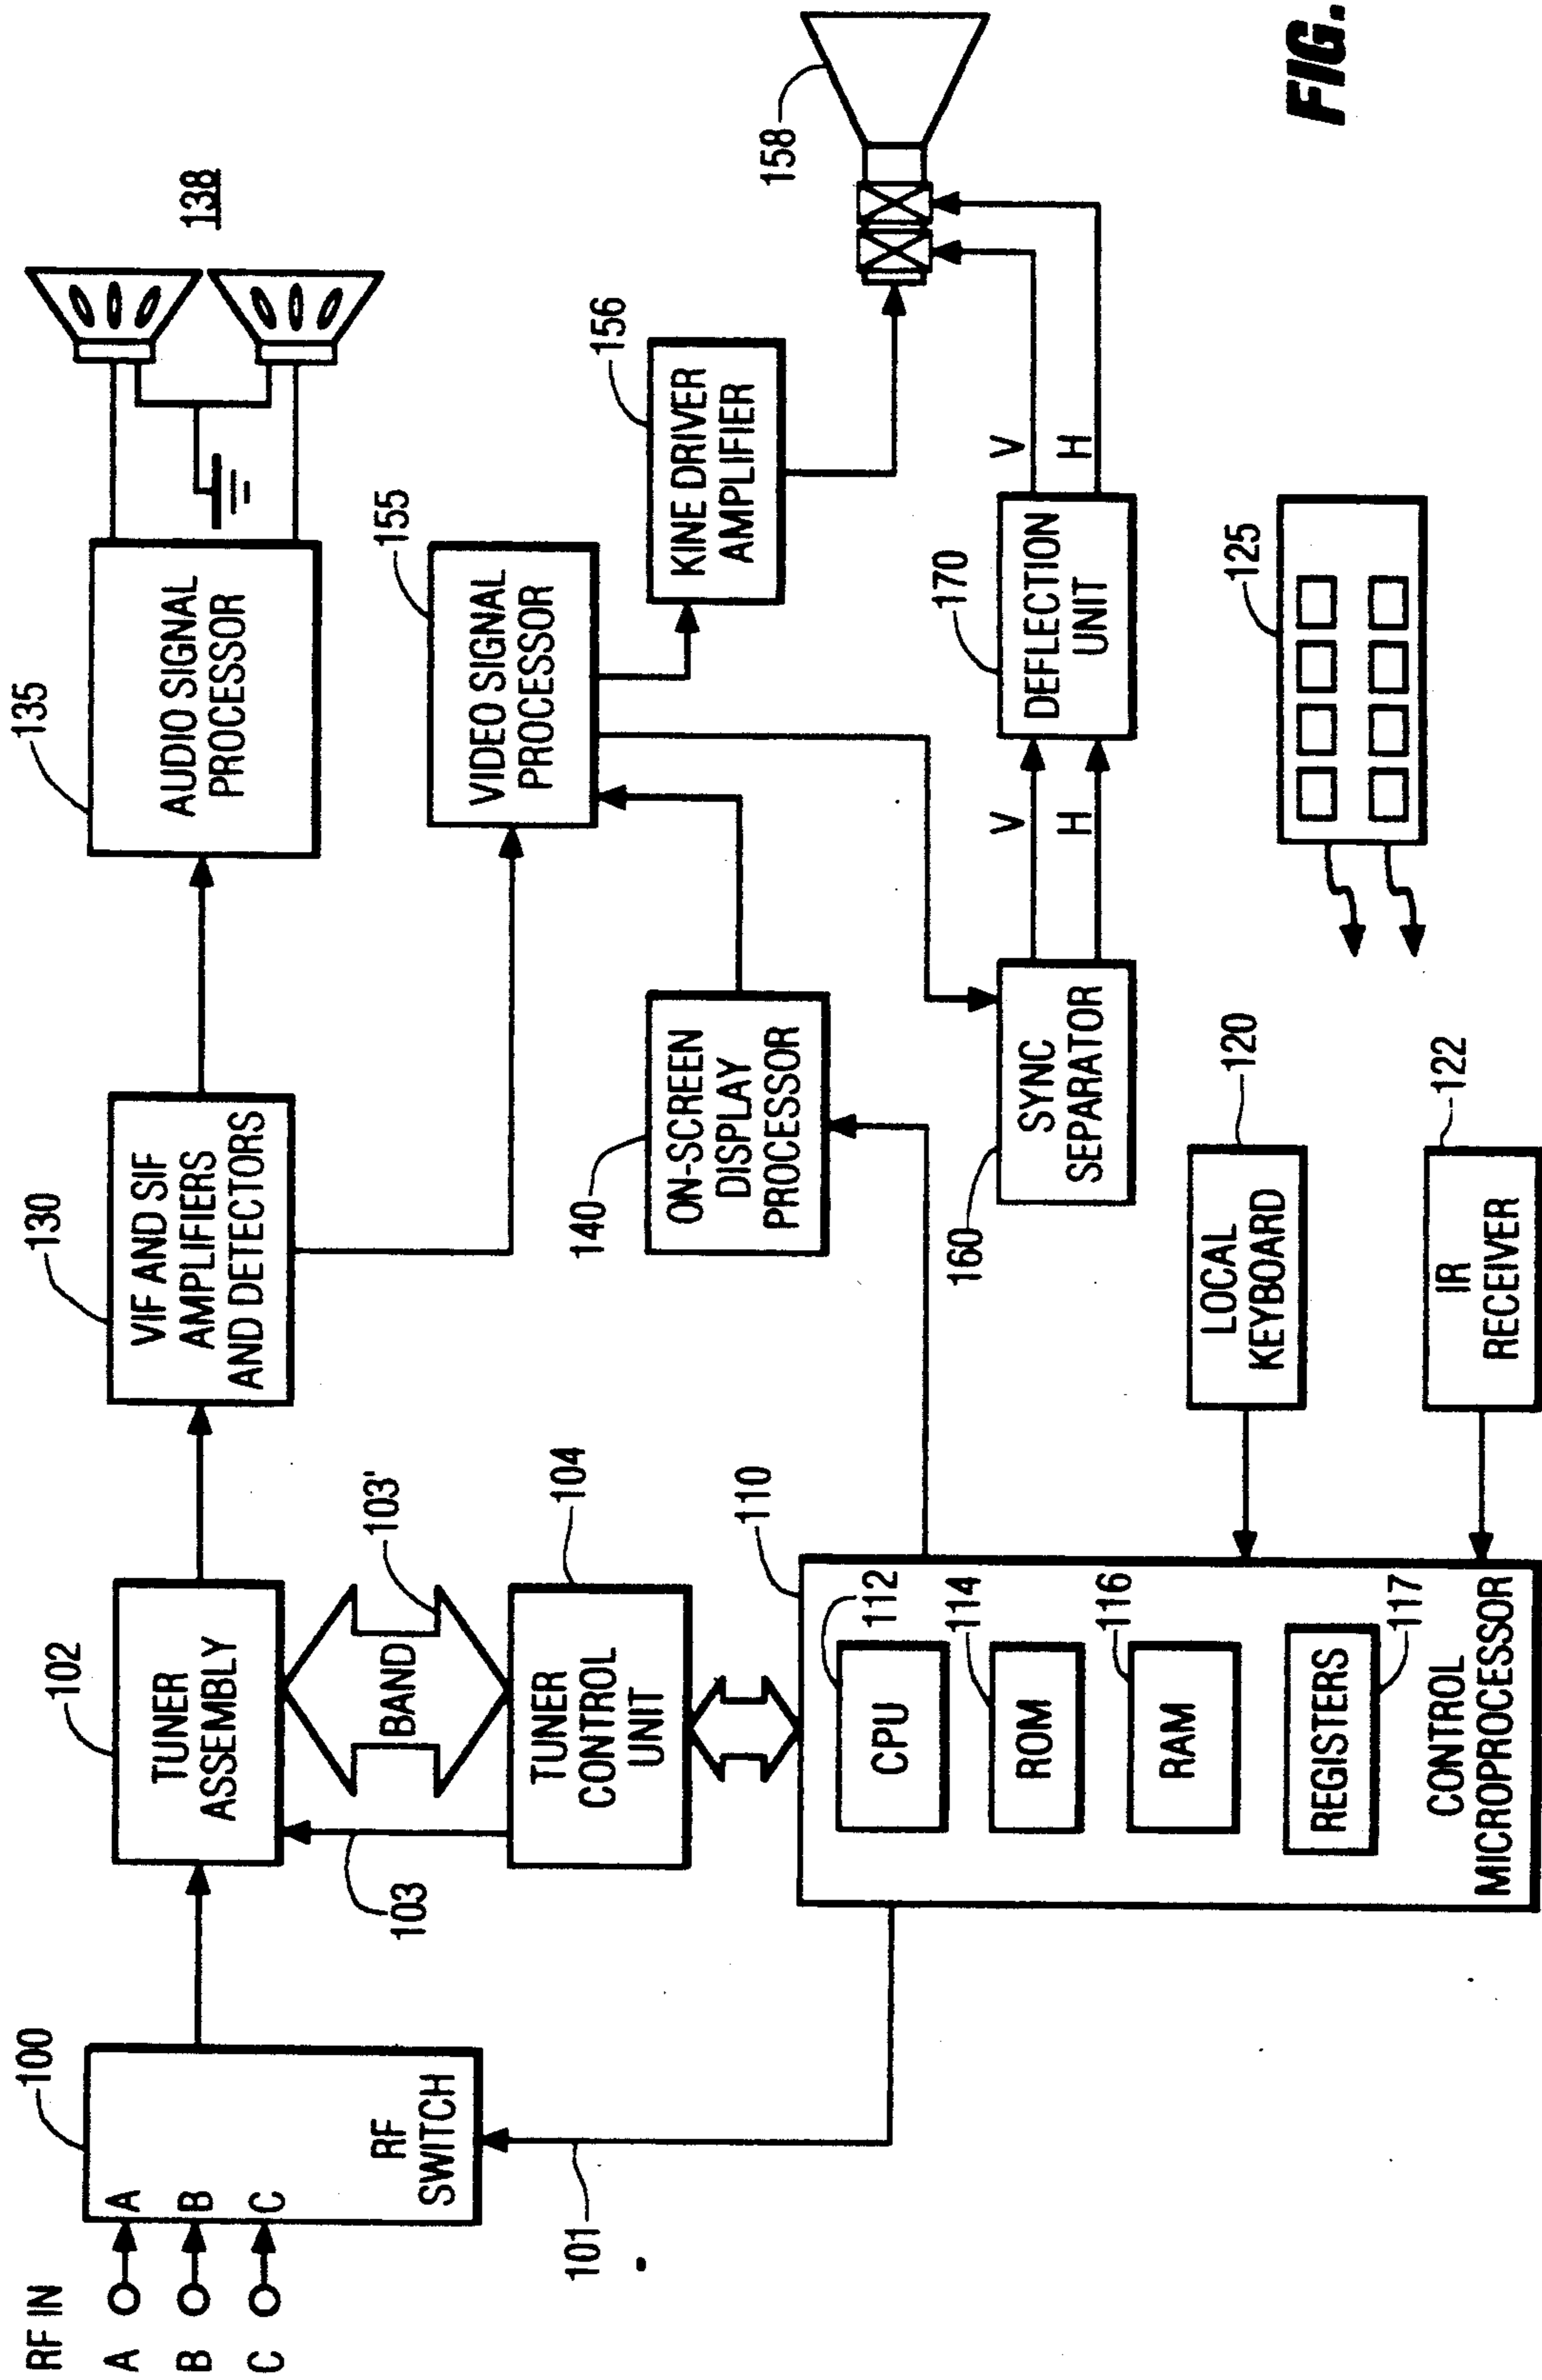 RF IN
A
B
C
A
B
C
RF
SWITCH
100
101
TUNER
ASSEMBLY
102
103
BAND
103'
TUNER
CONTROL
UNIT
104
110
CPU
112
ROM
114
RAM
116
REGISTERS
117
CONTROL
MICROPROCESSOR
VIF AND SIF
AMPLIFIERS
AND DETECTORS
130
AUDIO SIGNAL
PROCESSOR
135
138
VIDEO SIGNAL
PROCESSOR
155
ON-SCREEN
DISPLAY
PROCESSOR
140
KINE DRIVER
AMPLIFIER
156
158
SYNC
SEPARATOR
160
V
H
DEFLECTION
UNIT
170
V
H
LOCAL
KEYBOARD
120
IR
RECEIVER
122
125
FIG.